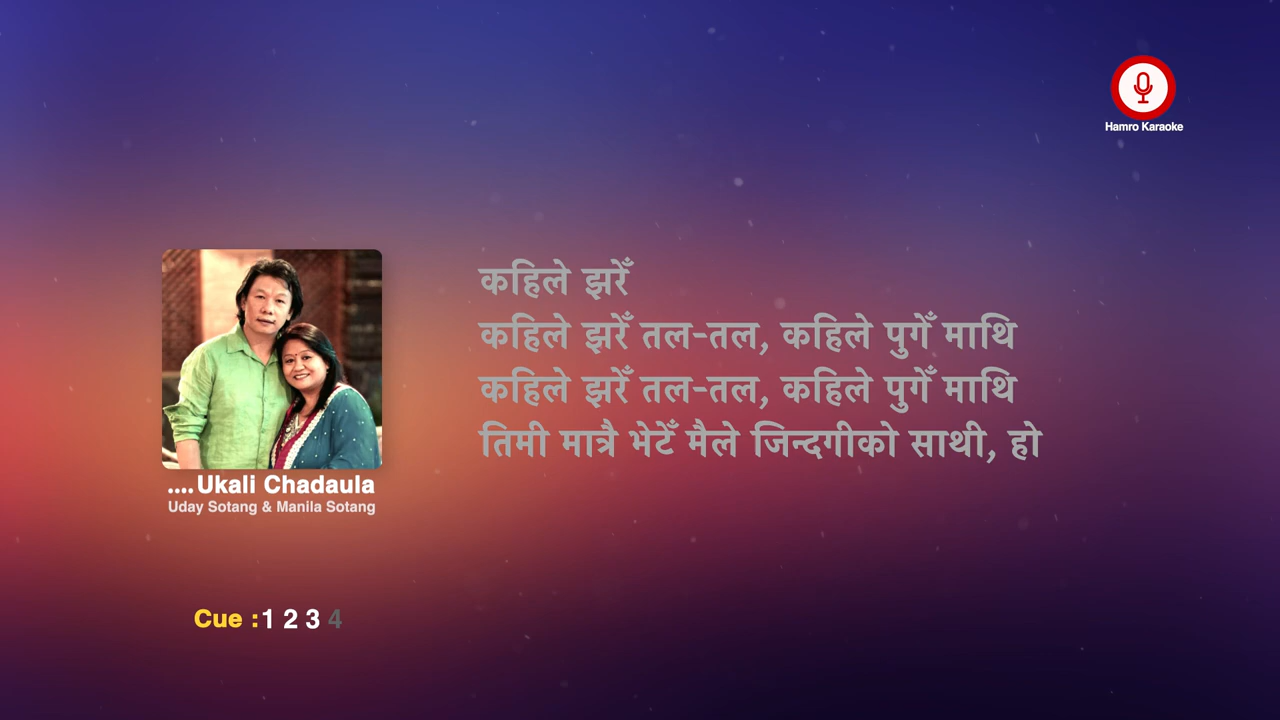 Hamro Karaoke
कहिले झरेँ
कहिले झरेँ तल-तल, कहिले पुगेँ माथि
कहिले झरेँ तल-तल, कहिले पुगेँ माथि
तिमी मात्रै भेटेँ मैले जिन्दगीको साथी, हो
....Ukali Chadaula
Uday Sotang & Manila Sotang
Cue :1 2 3 4